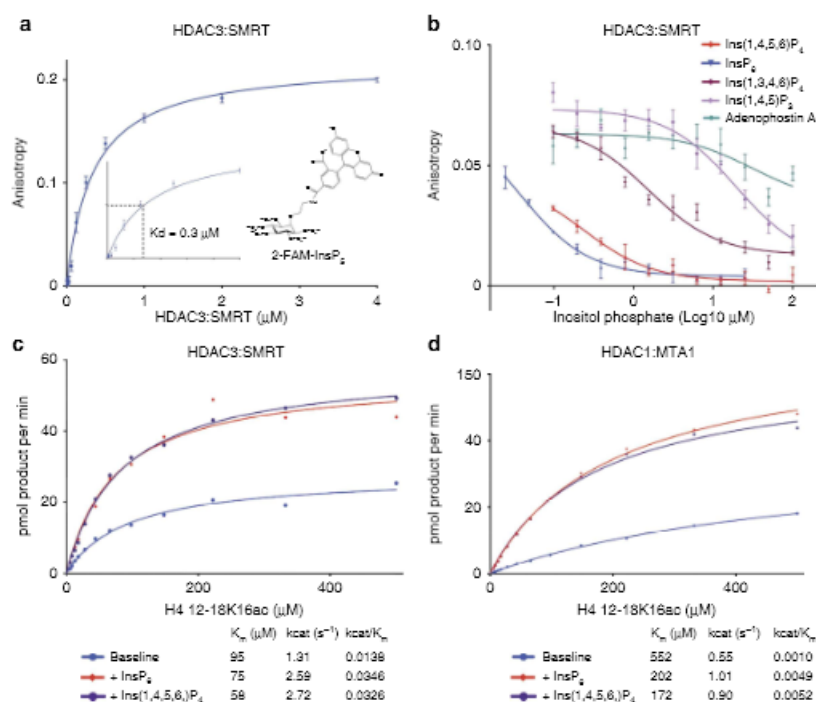 a
HDAC3:SMRT
0.2
0.1
0
Anisotropy
Kd = 0.3 μM
2-FAM-InsP5
0 1 2 3 4
HDAC3:SMRT (μM)
b
HDAC3:SMRT
0.10
0.05
0
Anisotropy
Ins(1,4,5,6)P4
InsP6
Ins(1,3,4,6)P4
Ins(1,4,5)P3
Adenophostin A
−1 0 1 2
Inositol phosphate (Log10 μM)
c
HDAC3:SMRT
60
40
20
0
pmol product per min
0 200 400
H4 12-18K16ac (μM)
Km (μM) kcat (s−1) kcat/Km
Baseline 95 1.31 0.0138
+ InsP6 75 2.59 0.0346
+ Ins(1,4,5,6,)P4 58 2.72 0.0326
d
HDAC1:MTA1
150
40
20
0
pmol product per min
0 200 400
H4 12-18K16ac (μM)
Km (μM) kcat (s−1) kcat/Km
Baseline 552 0.55 0.0010
+ InsP6 202 1.01 0.0049
+ Ins(1,4,5,6)P4 172 0.90 0.0052